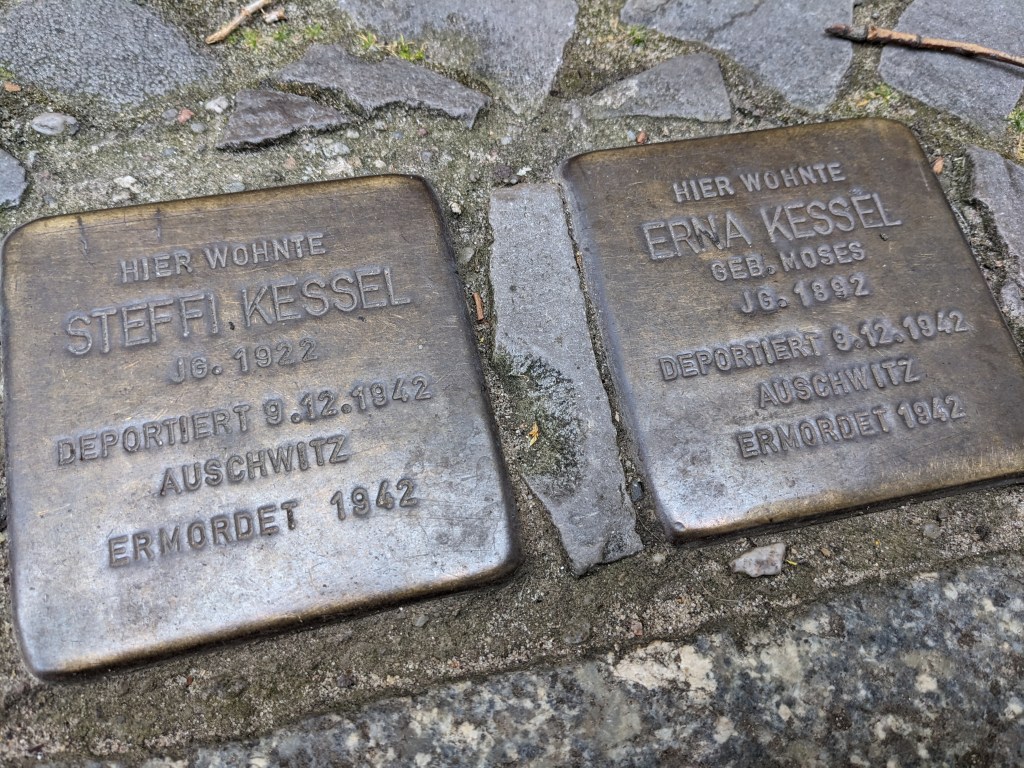 HIER WOHNTE
STEFFI KESSEL
JG. 1922
DEPORTIERT 9.12.1942
AUSCHWITZ
ERMORDET 1942
HIER WOHNTE
ERNA KESSEL
GEB. MOSES
JG. 1892
DEPORTIERT 9.12.1942
AUSCHWITZ
ERMORDET 1942